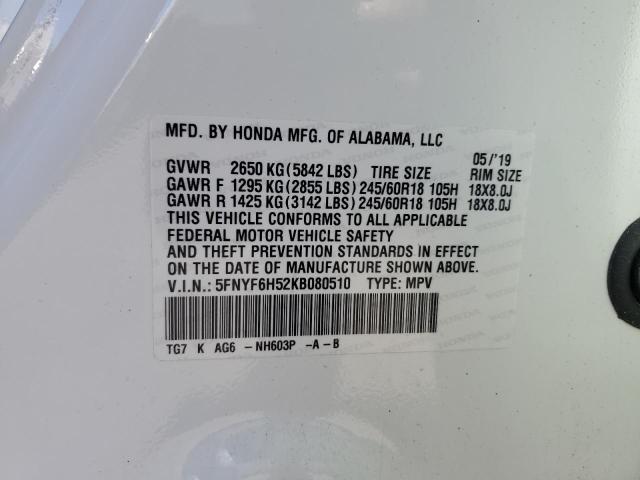 MFD. BY HONDA MFG. OF ALABAMA, LLC
05/'19
GVWR 2650 KG(5842 LBS) TIRE SIZE RIM SIZE
GAWR F 1295 KG(2855 LBS)245/60R18 105H 18X8.0J
GAWR R 1425 KG(3142 LBS)245/60R18 105H 18X8.0J
THIS VEHICLE CONFORMS TO ALL APPLICABLE
FEDERAL MOTOR VEHICLE SAFETY
AND THEFT PREVENTION STANDARDS IN EFFECT
ON THE DATE OF MANUFACTURE SHOWN ABOVE.
V.I.N.: 5FNYF6H52KB080510 TYPE: MPV
TG7 K AG6 -NH603P -A-B